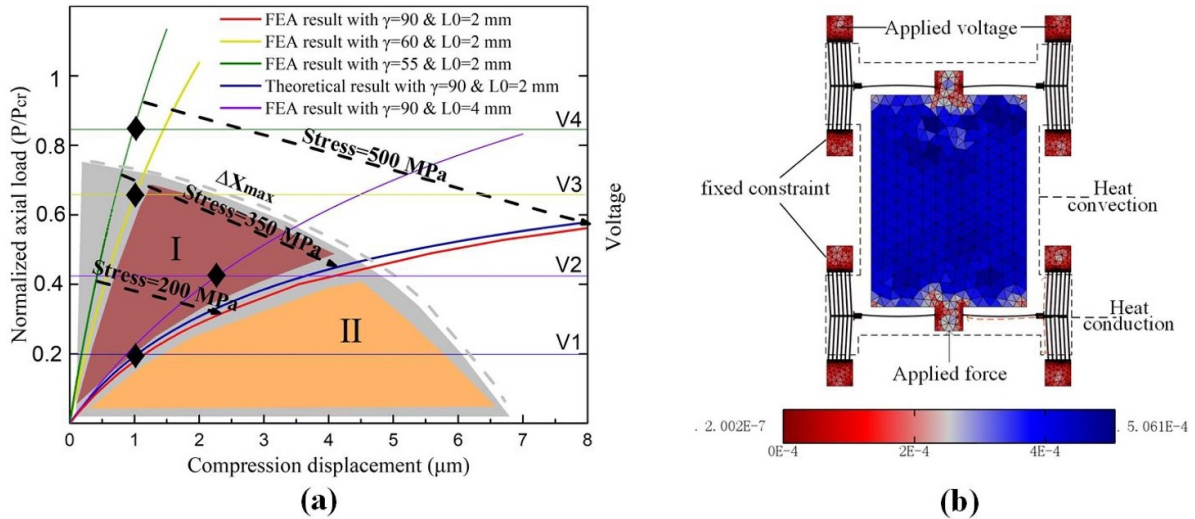 FEA result with γ=90 & L0=2 mm
FEA result with γ=60 & L0=2 mm
FEA result with γ=55 & L0=2 mm
Theoretical result with γ=90 & L0=2 mm
FEA result with γ=90 & L0=4 mm
Normalized axial load (P/Pcr)
1
0.8
0.6
0.4
0.2
0
0 1 2 3 4 5 6 7 8
Compression displacement (μm)
Voltage
V4
V3
V2
V1
Stress=500 MPa
ΔXmax
Stress=350 MPa
Stress=200 MPa
I
II
(a)
Applied voltage
fixed constraint
Heat
convection
Heat
conduction
Applied force
. 2.002E-7
. 5.061E-4
0E-4 2E-4 4E-4
(b)